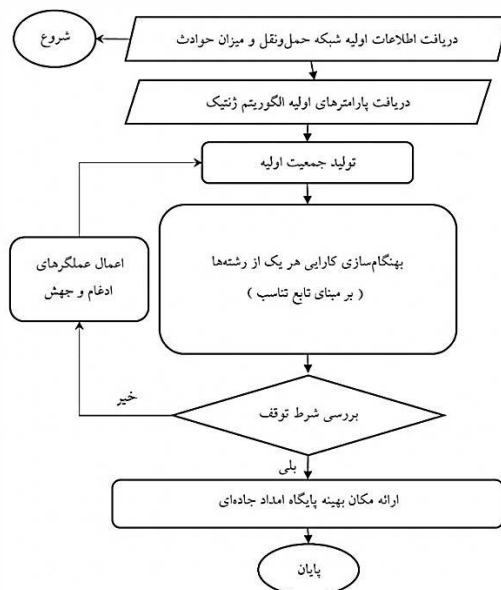 شروع
دریافت اطلاعات اولیه شبکه حمل‌ونقل و میزان حوادث
دریافت پارامترهای اولیه الگوریتم ژنتیک
تولید جمعیت اولیه
بهنگام‌سازی کارایی هر یک از رشته‌ها
( بر مبنای تابع تناسب )
اعمال عملگرهای
ادغام و جهش
بررسی شرط توقف
خیر
بلی
ارائه مکان بهینه پایگاه امداد جاده‌ای
پایان